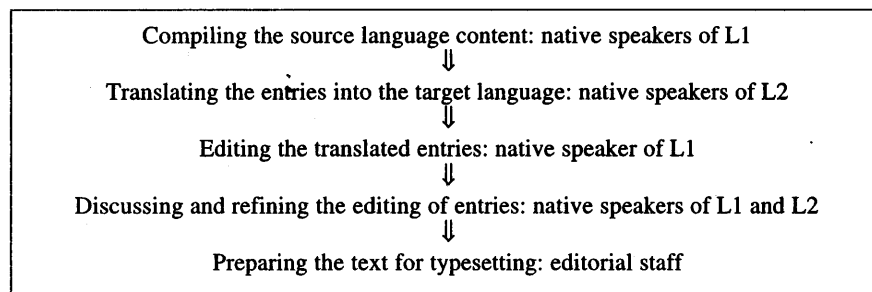 Compiling the source language content: native speakers of L1
⇓
Translating the entries into the target language: native speakers of L2
⇓
Editing the translated entries: native speaker of L1
⇓
Discussing and refining the editing of entries: native speakers of L1 and L2
⇓
Preparing the text for typesetting: editorial staff